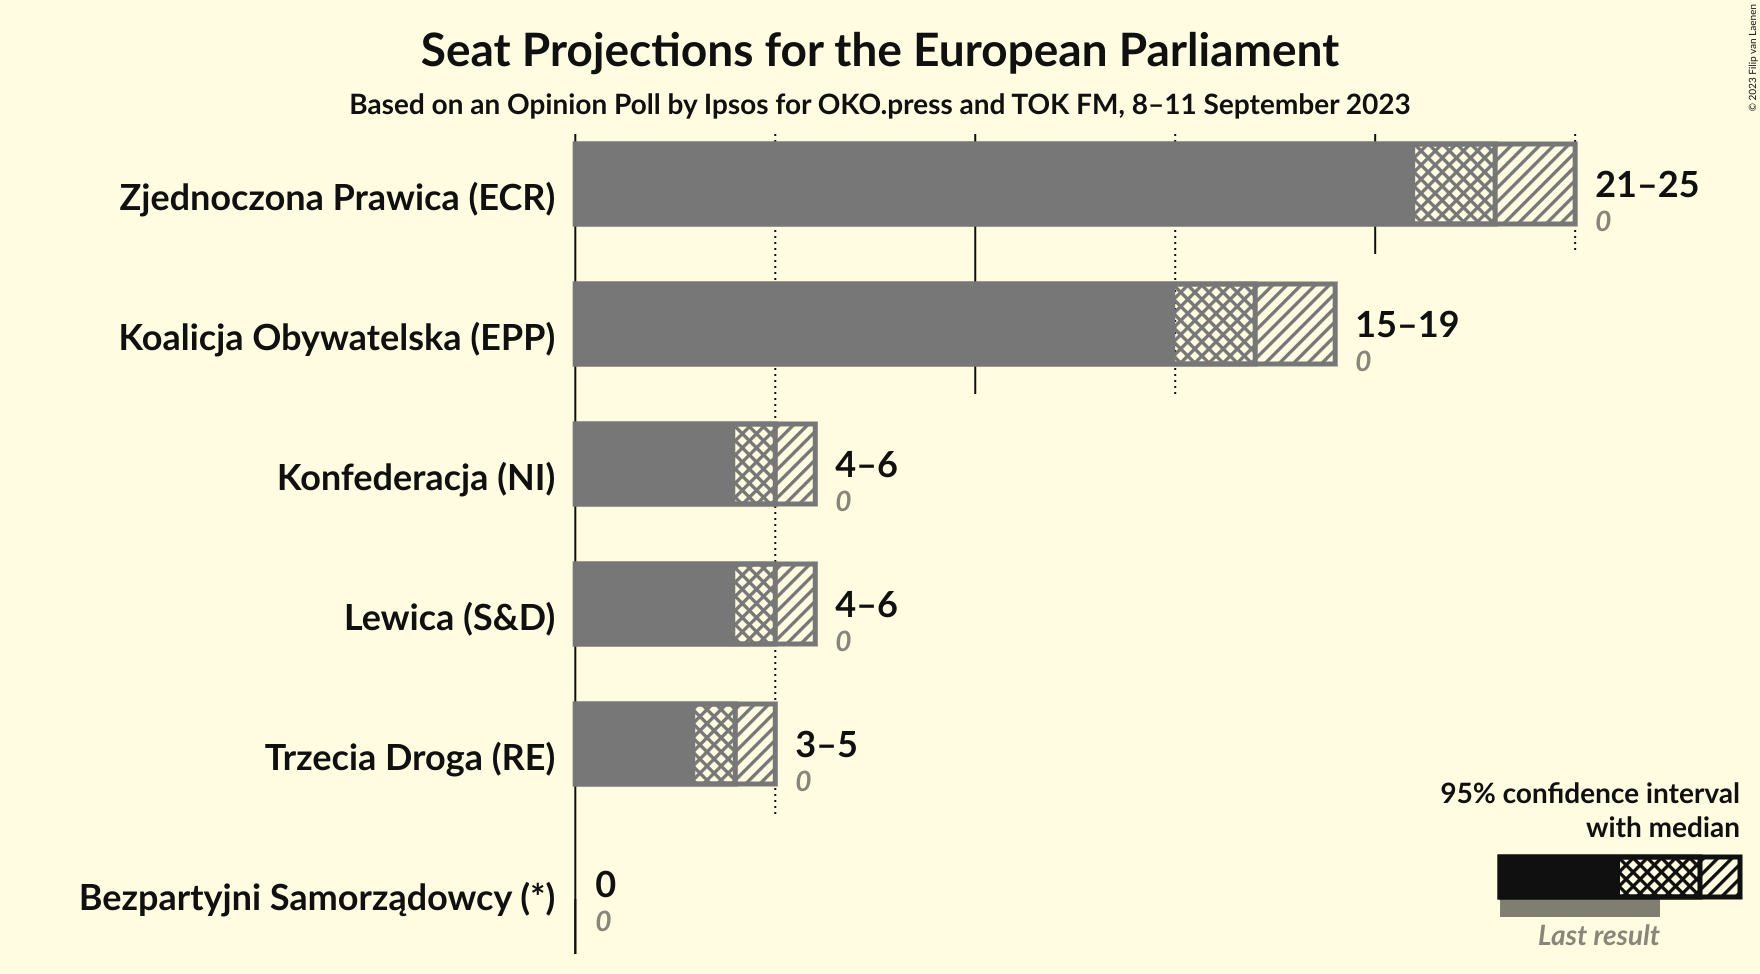 Seat Projections for the European Parliament
Based on an Opinion Poll by Ipsos for OKO.press and TOK FM, 8–11 September 2023
© 2023 Filip van Laenen
Zjednoczona Prawica (ECR)
21–25
0
Koalicja Obywatelska (EPP)
15–19
0
Konfederacja (NI)
4–6
0
Lewica (S&D)
4–6
0
Trzecia Droga (RE)
3–5
0
Bezpartyjni Samorządowcy (*)
0
0
95% confidence interval
with median
Last result